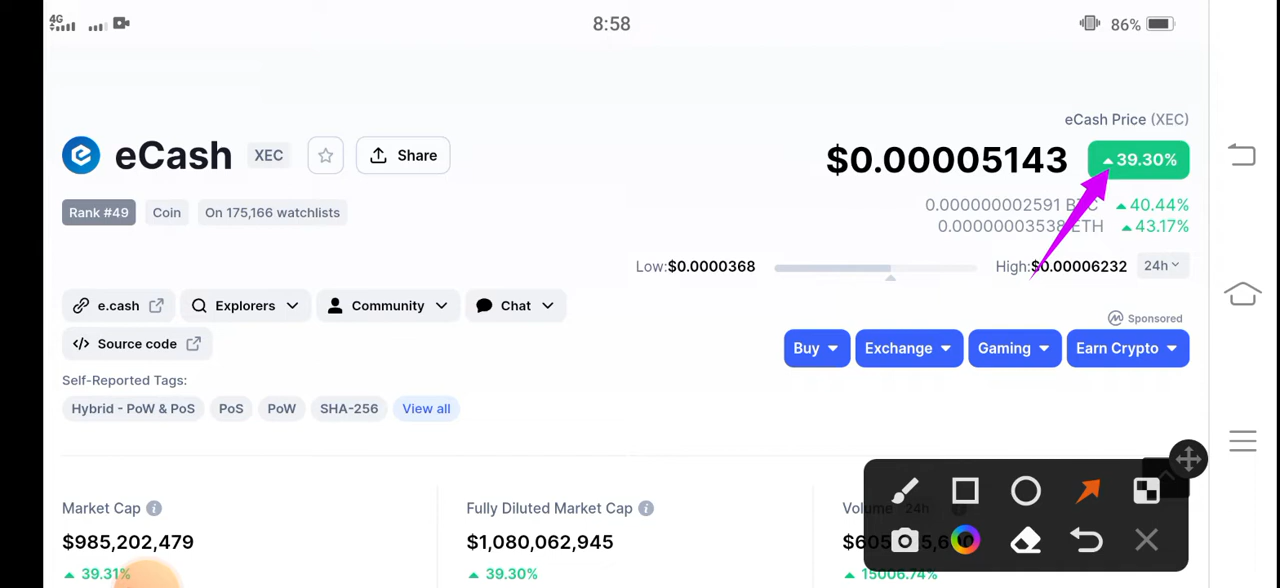 4G 8:58 86%
eCash Price (XEC)
eCash XEC Share $0.00005143 39.30%
Rank #49 Coin On 175,166 watchlists 0.000000002591 BTC 40.44%
0.00000003538 ETH 43.17%
Low:$0.0000368 High:$0.00006232 24h
e.cash Explorers Community Chat
Sponsored
Source code Buy Exchange Gaming Earn Crypto
Self-Reported Tags:
Hybrid - PoW & PoS PoS PoW SHA-256 View all
Market Cap Fully Diluted Market Cap Volume 24h
$985,202,479 $1,080,062,945
39.31% 39.30% 15006.74%